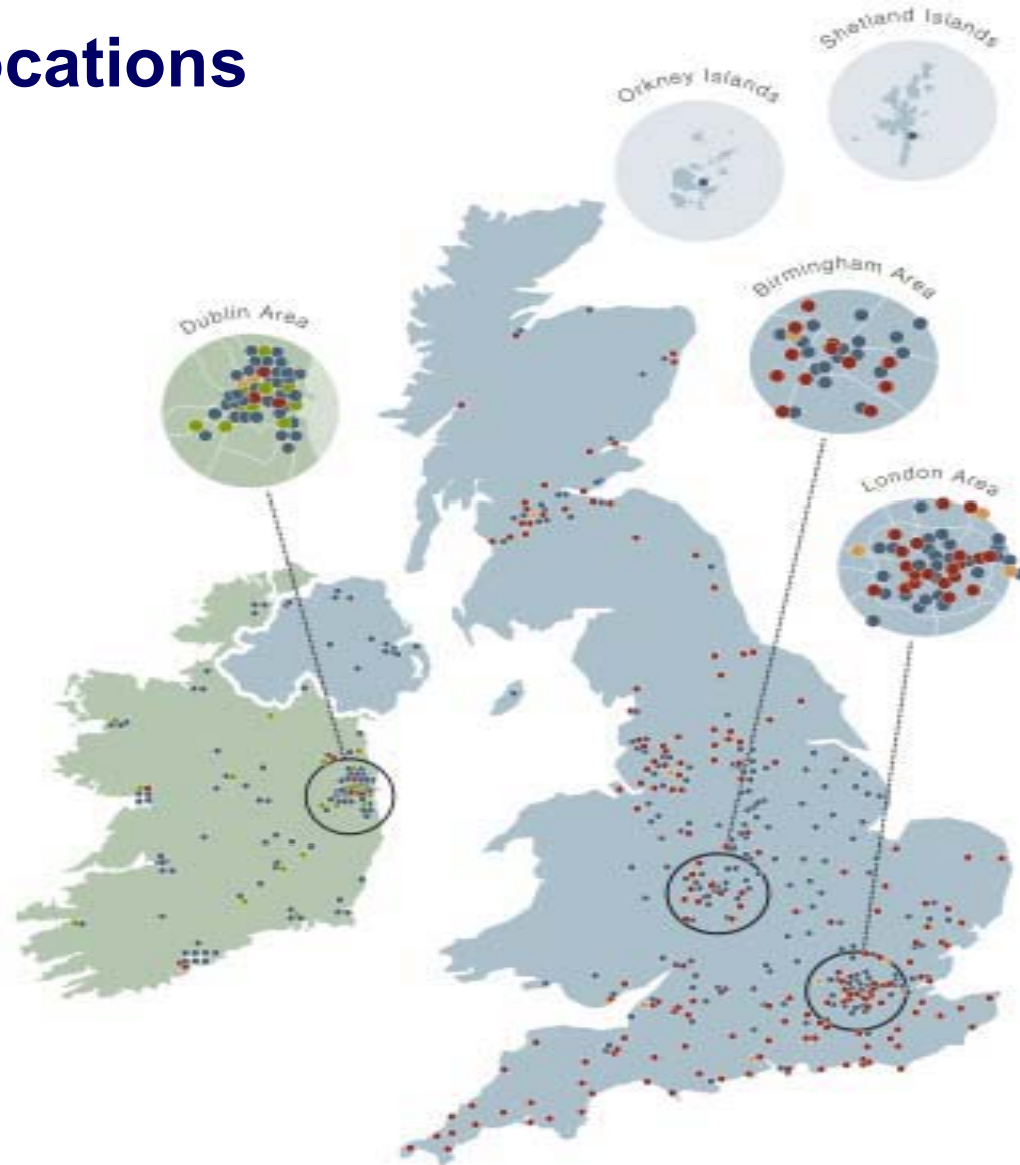 ocations
Shetland Islands
Orkney Islands
Birmingham Area
Dublin Area
London Area